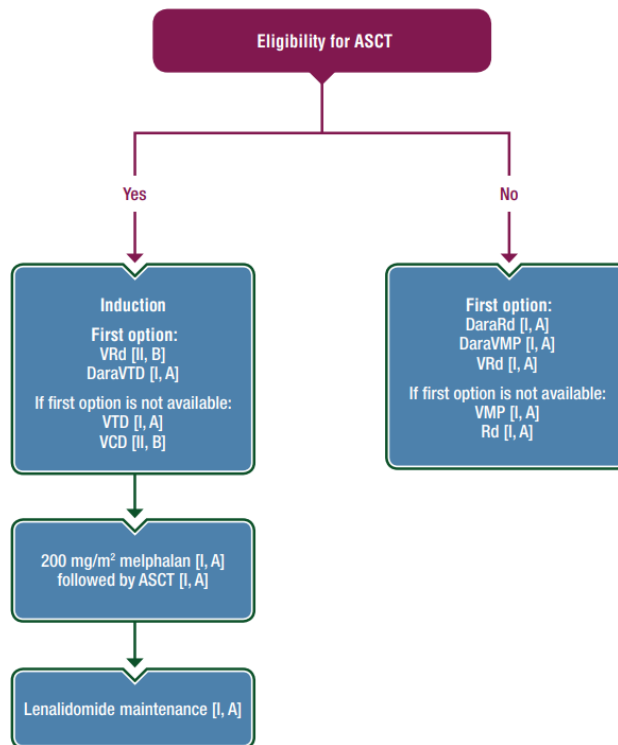 Eligibility for ASCT
Yes
No
Induction
First option:
VRd [II, B]
DaraVTD [I, A]
If first option is not available:
VTD [I, A]
VCD [II, B]
First option:
DaraRd [I, A]
DaraVMP [I, A]
VRd [I, A]
If first option is not available:
VMP [I, A]
Rd [I, A]
200 mg/m² melphalan [I, A]
followed by ASCT [I, A]
Lenalidomide maintenance [I, A]